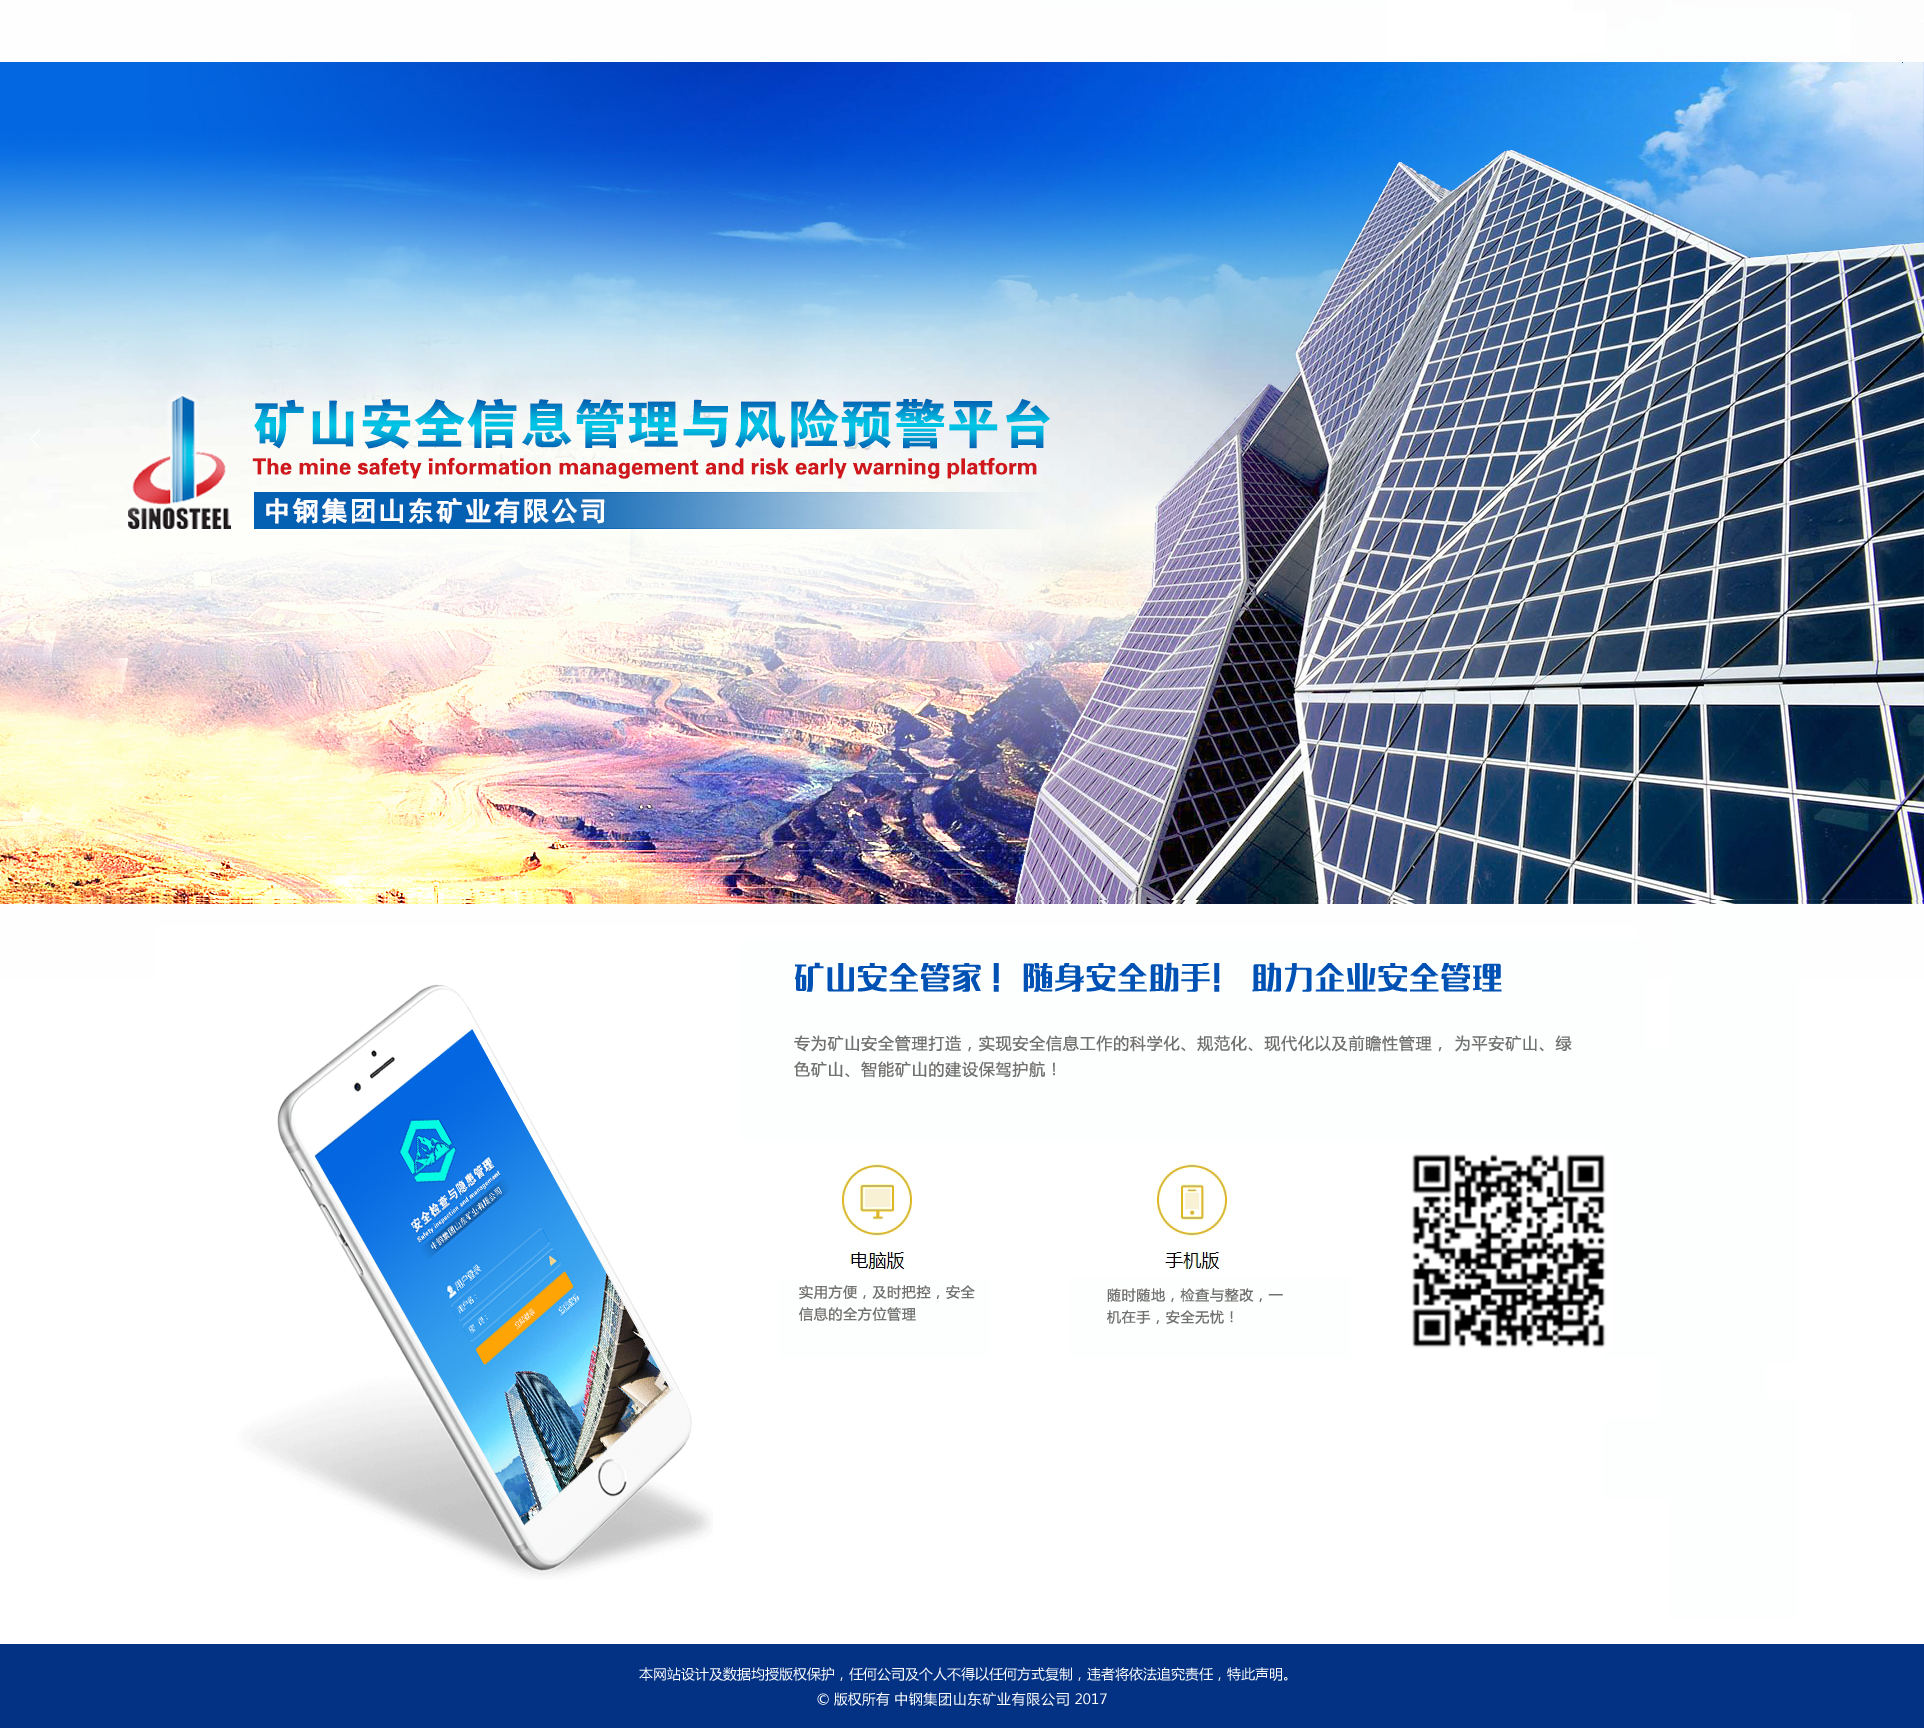 矿山安全信息管理与风险预警平台
The mine safety information management and risk early warning platform
SINOSTEEL
中钢集团山东矿业有限公司
矿山安全管家！ 随身安全助手! 助力企业安全管理
专为矿山安全管理打造，实现安全信息工作的科学化、规范化、现代化以及前瞻性管理， 为平安矿山、绿
色矿山、智能矿山的建设保驾护航！
安全检查与隐患管理
Safety inspection and management
中钢集团山东矿业有限公司
用户登录
用户名：
密 码：
电脑版
实用方便，及时把控，安全
信息的全方位管理
手机版
随时随地，检查与整改，一
机在手，安全无忧！
本网站设计及数据均授版权保护，任何公司及个人不得以任何方式复制，违者将依法追究责任，特此声明。
© 版权所有 中钢集团山东矿业有限公司 2017